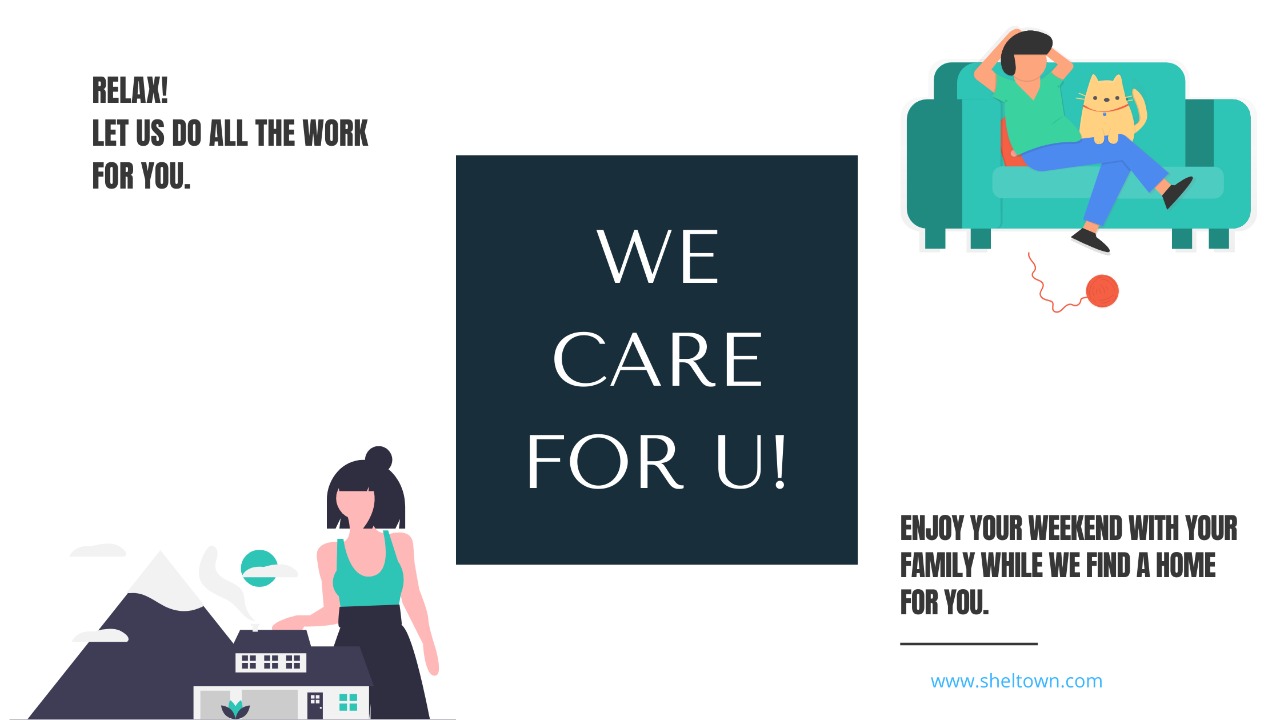 RELAX!
LET US DO ALL THE WORK
FOR YOU.
WE
CARE
FOR U!
ENJOY YOUR WEEKEND WITH YOUR
FAMILY WHILE WE FIND A HOME
FOR YOU.
www.sheltown.com